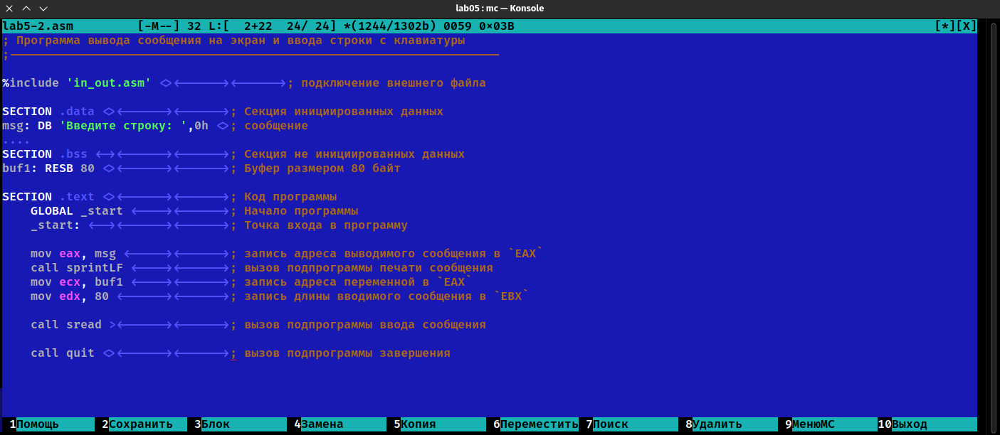 lab05 : mc — Konsole
lab5-2.asm [-M--] 32 L:[ 2+22 24/ 24] *(1244/1302b) 0059 0x03B [*][X]
; Программа вывода сообщения на экран и ввода строки с клавиатуры
;---------------------------------------------------------------------
%include 'in_out.asm' <><------><------>; подключение внешнего файла
SECTION .data <><------><------>; Секция инициированных данных
msg: DB 'Введите строку: ',0h <>; сообщение
....
SECTION .bss <--><------><------>; Секция не инициированных данных
buf1: RESB 80 <><------><------>; Буфер размером 80 байт
SECTION .text <><------><------>; Код программы
GLOBAL _start <------><------>; Начало программы
_start: <--><------><------>; Точка входа в программу
mov eax, msg <------><------>; запись адреса выводимого сообщения в `EAX`
call sprintLF <------><------>; вызов подпрограммы печати сообщения
mov ecx, buf1 <------><------>; запись адреса переменной в `EAX`
mov edx, 80 <------><------>; запись длины вводимого сообщения в `EBX`
call sread ><------><------>; вызов подпрограммы ввода сообщения
call quit <><------><------>; вызов подпрограммы завершения
1Помощь 2Сохранить 3Блок 4Замена 5Копия 6Переместить 7Поиск 8Удалить 9МенюMC 10Выход